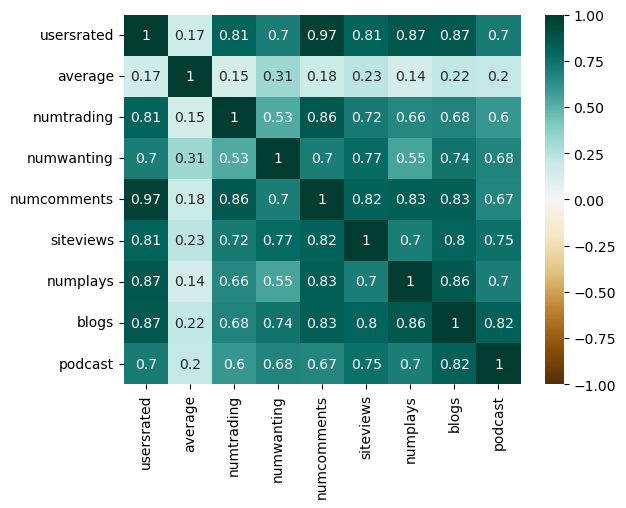 usersrated 1 0.17 0.81 0.7 0.97 0.81 0.87 0.87 0.7
average 0.17 1 0.15 0.31 0.18 0.23 0.14 0.22 0.2
numtrading 0.81 0.15 1 0.53 0.86 0.72 0.66 0.68 0.6
numwanting 0.7 0.31 0.53 1 0.7 0.77 0.55 0.74 0.68
numcomments 0.97 0.18 0.86 0.7 1 0.82 0.83 0.83 0.67
siteviews 0.81 0.23 0.72 0.77 0.82 1 0.7 0.8 0.75
numplays 0.87 0.14 0.66 0.55 0.83 0.7 1 0.86 0.7
blogs 0.87 0.22 0.68 0.74 0.83 0.8 0.86 1 0.82
podcast 0.7 0.2 0.6 0.68 0.67 0.75 0.7 0.82 1
usersrated
average
numtrading
numwanting
numcomments
siteviews
numplays
blogs
podcast
1.00
0.75
0.50
0.25
0.00
−0.25
−0.50
−0.75
−1.00